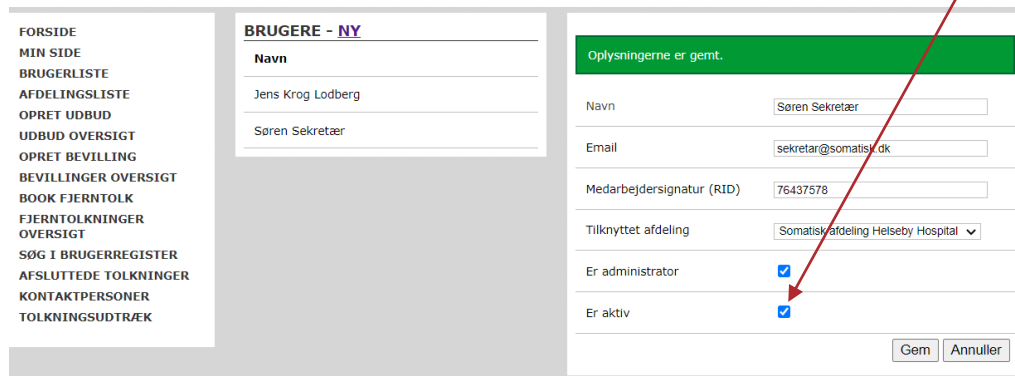 FORSIDE
MIN SIDE
BRUGERLISTE
AFDELINGSLISTE
OPRET UDBUD
UDBUD OVERSIGT
OPRET BEVILLING
BEVILLINGER OVERSIGT
BOOK FJERNTOLK
FJERNTOLKNINGER
OVERSIGT
SØG I BRUGERREGISTER
AFSLUTTEDE TOLKNINGER
KONTAKTPERSONER
TOLKNINGSUDTRÆK
BRUGERE - NY
Navn
Jens Krog Lodberg
Søren Sekretær
Oplysningerne er gemt.
Navn Søren Sekretær
Email sekretar@somatisk.dk
Medarbejdersignatur (RID) 76437578
Tilknyttet afdeling Somatisk afdeling Helseby Hospital
Er administrator
Er aktiv
Gem Annuller